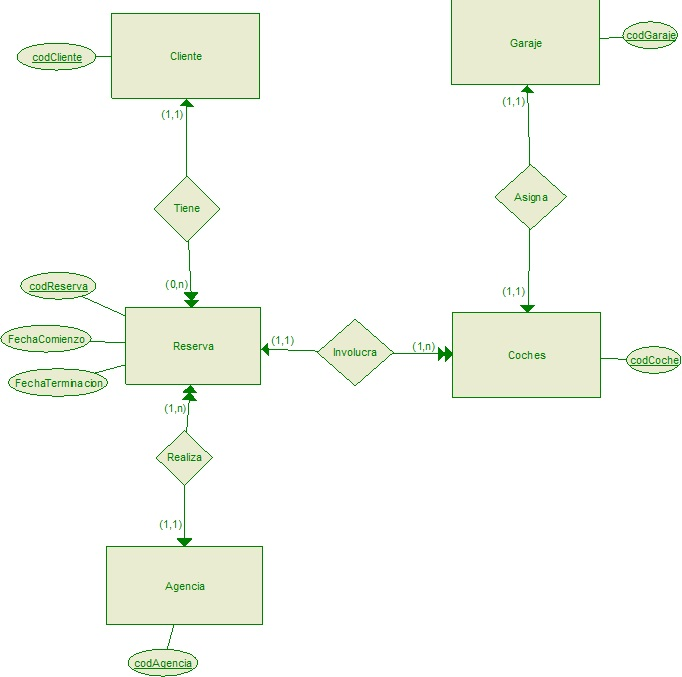 Cliente
codCliente
Garaje
codGaraje
(1,1)
(1,1)
Tiene
Asigna
(0,n)
(1,1)
codReserva
FechaComienzo
FechaTerminacion
Reserva
(1,1)
Involucra
(1,n)
Coches
codCoche
(1,n)
Realiza
(1,1)
Agencia
codAgencia